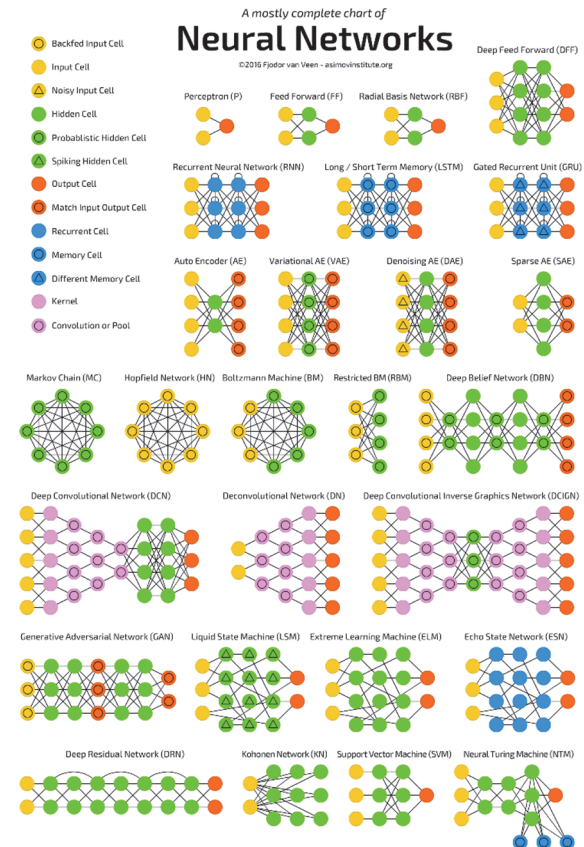 A mostly complete chart of
Neural Networks
©2016 Fjodor van Veen - asimovinstitute.org
Backfed Input Cell
Input Cell
Noisy Input Cell
Hidden Cell
Probablistic Hidden Cell
Spiking Hidden Cell
Output Cell
Match Input Output Cell
Recurrent Cell
Memory Cell
Different Memory Cell
Kernel
Convolution or Pool
Deep Feed Forward (DFF)
Perceptron (P)
Feed Forward (FF)
Radial Basis Network (RBF)
Recurrent Neural Network (RNN)
Long / Short Term Memory (LSTM)
Gated Recurrent Unit (GRU)
Auto Encoder (AE)
Variational AE (VAE)
Denoising AE (DAE)
Sparse AE (SAE)
Markov Chain (MC)
Hopfield Network (HN)
Boltzmann Machine (BM)
Restricted BM (RBM)
Deep Belief Network (DBN)
Deep Convolutional Network (DCN)
Deconvolutional Network (DN)
Deep Convolutional Inverse Graphics Network (DCIGN)
Generative Adversarial Network (GAN)
Liquid State Machine (LSM)
Extreme Learning Machine (ELM)
Echo State Network (ESN)
Deep Residual Network (DRN)
Kohonen Network (KN)
Support Vector Machine (SVM)
Neural Turing Machine (NTM)